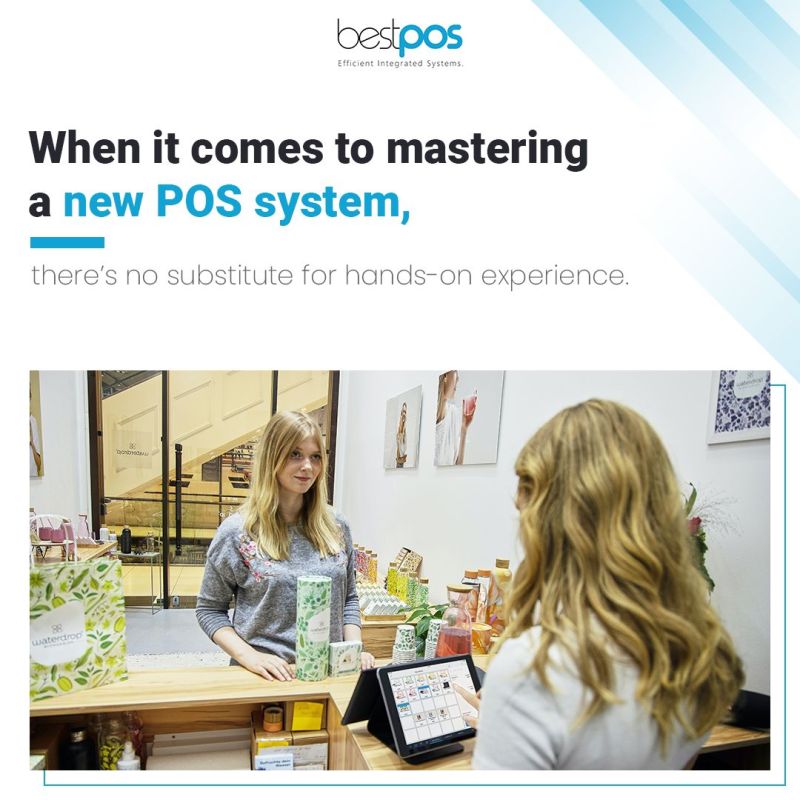 bestpos
Efficient Integrated Systems.
When it comes to mastering
a new POS system,
there's no substitute for hands-on experience.
waterdrop
waterdrop
waterdrop